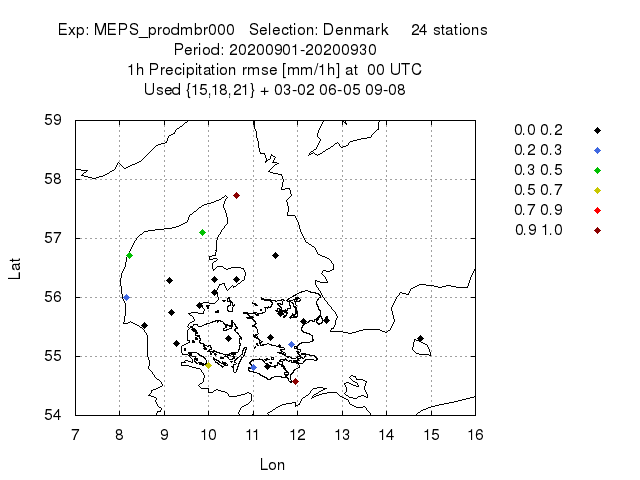 Exp: MEPS_prodmbr000   Selection: Denmark     24 stations
Period: 20200901-20200930
1h Precipitation rmse [mm/1h] at  00 UTC
Used {15,18,21} + 03-02 06-05 09-08
59
58
57
56
55
54
Lat
7 8 9 10 11 12 13 14 15 16
Lon
0.0 0.2
0.2 0.3
0.3 0.5
0.5 0.7
0.7 0.9
0.9 1.0